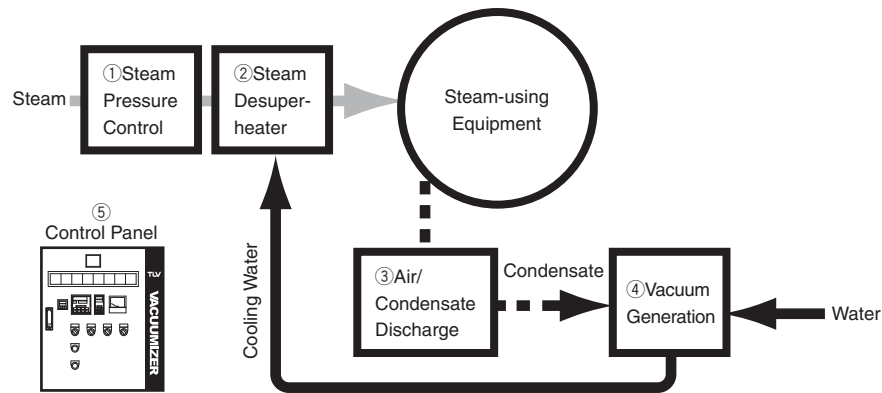 ①Steam
Pressure
Control
②Steam
Desuper-
heater
Steam
Steam-using
Equipment
⑤
Control Panel
TLV
VACUUMIZER
Cooling Water
③Air/
Condensate
Discharge
Condensate
④Vacuum
Generation
Water